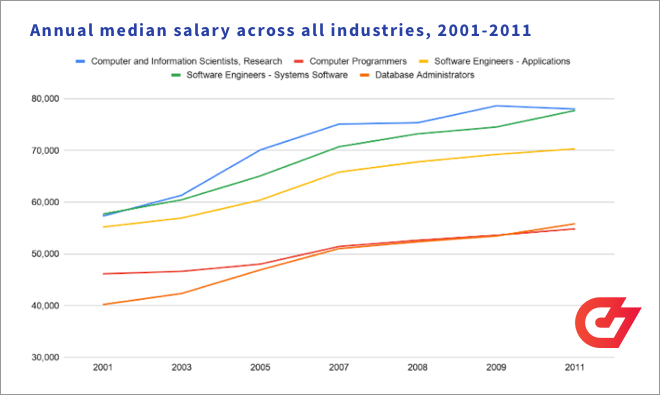 Annual median salary across all industries, 2001-2011
Computer and Information Scientists, Research Computer Programmers Software Engineers - Applications
Software Engineers - Systems Software Database Administrators
80,000
70,000
60,000
50,000
40,000
30,000
2001 2003 2005 2007 2008 2009 2011